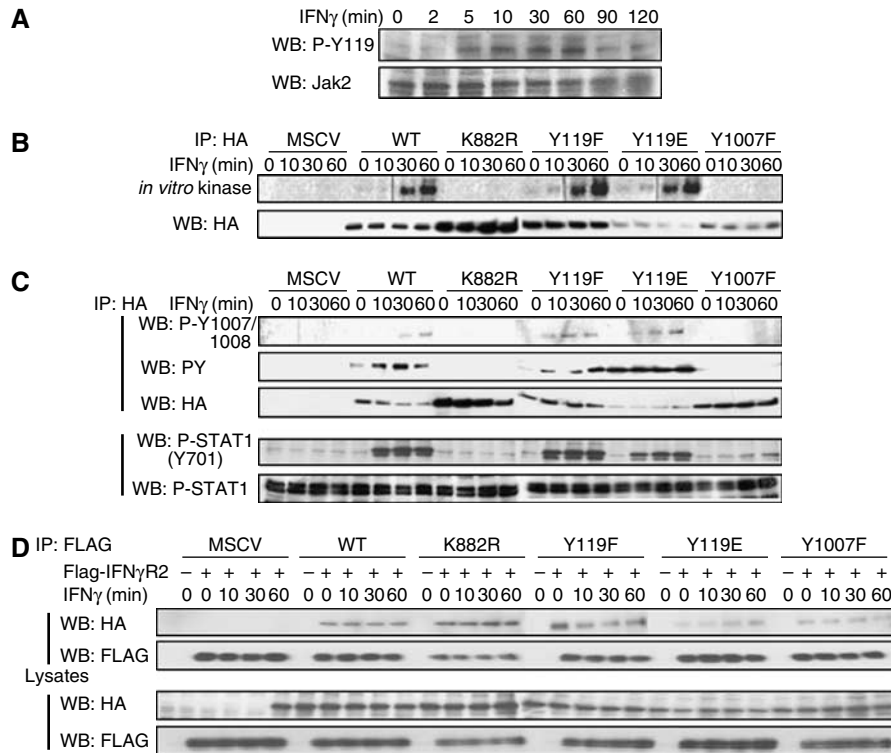 A
IFNγ (min) 0 2 5 10 30 60 90 120
WB: P-Y119
WB: Jak2
B
IP: HA MSCV WT K882R Y119F Y119E Y1007F
IFNγ (min) 0 10 30 60 0 10 30 60 0 10 30 60 0 10 30 60 0 10 30 60 0 10 30 60
in vitro kinase
WB: HA
C
MSCV WT K882R Y119F Y119E Y1007F
IP: HA IFNγ (min) 0 10 30 60 0 10 30 60 0 10 30 60 0 10 30 60 0 10 30 60 0 10 30 60
WB: P-Y1007/
1008
WB: PY
WB: HA
WB: P-STAT1
(Y701)
WB: P-STAT1
D
IP: FLAG MSCV WT K882R Y119F Y119E Y1007F
Flag-IFNγR2 – + + + + – + + + + – + + + + – + + + + – + + + + – + + + +
IFNγ (min) 0 0 10 30 60 0 0 10 30 60 0 0 10 30 60 0 0 10 30 60 0 0 10 30 60 0 0 10 30 60
WB: HA
WB: FLAG
Lysates
WB: HA
WB: FLAG